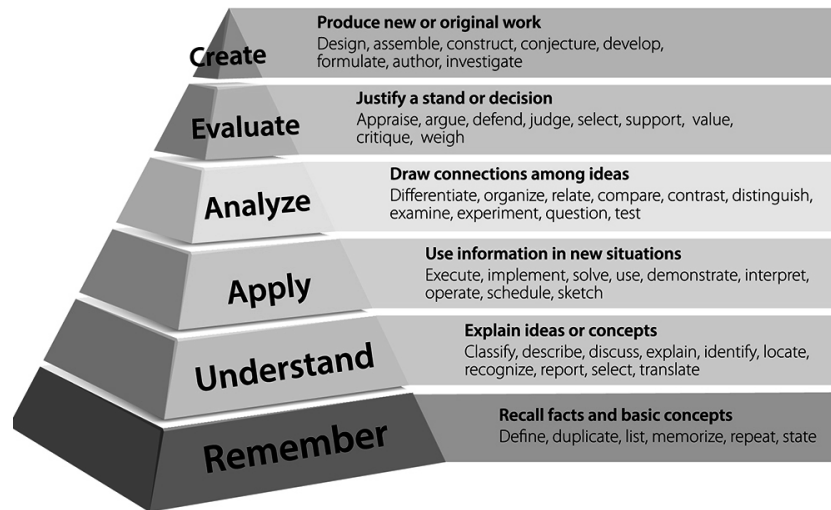 Create
Produce new or original work
Design, assemble, construct, conjecture, develop,
formulate, author, investigate
Evaluate
Justify a stand or decision
Appraise, argue, defend, judge, select, support, value,
critique, weigh
Analyze
Draw connections among ideas
Differentiate, organize, relate, compare, contrast, distinguish,
examine, experiment, question, test
Apply
Use information in new situations
Execute, implement, solve, use, demonstrate, interpret,
operate, schedule, sketch
Understand
Explain ideas or concepts
Classify, describe, discuss, explain, identify, locate,
recognize, report, select, translate
Remember
Recall facts and basic concepts
Define, duplicate, list, memorize, repeat, state